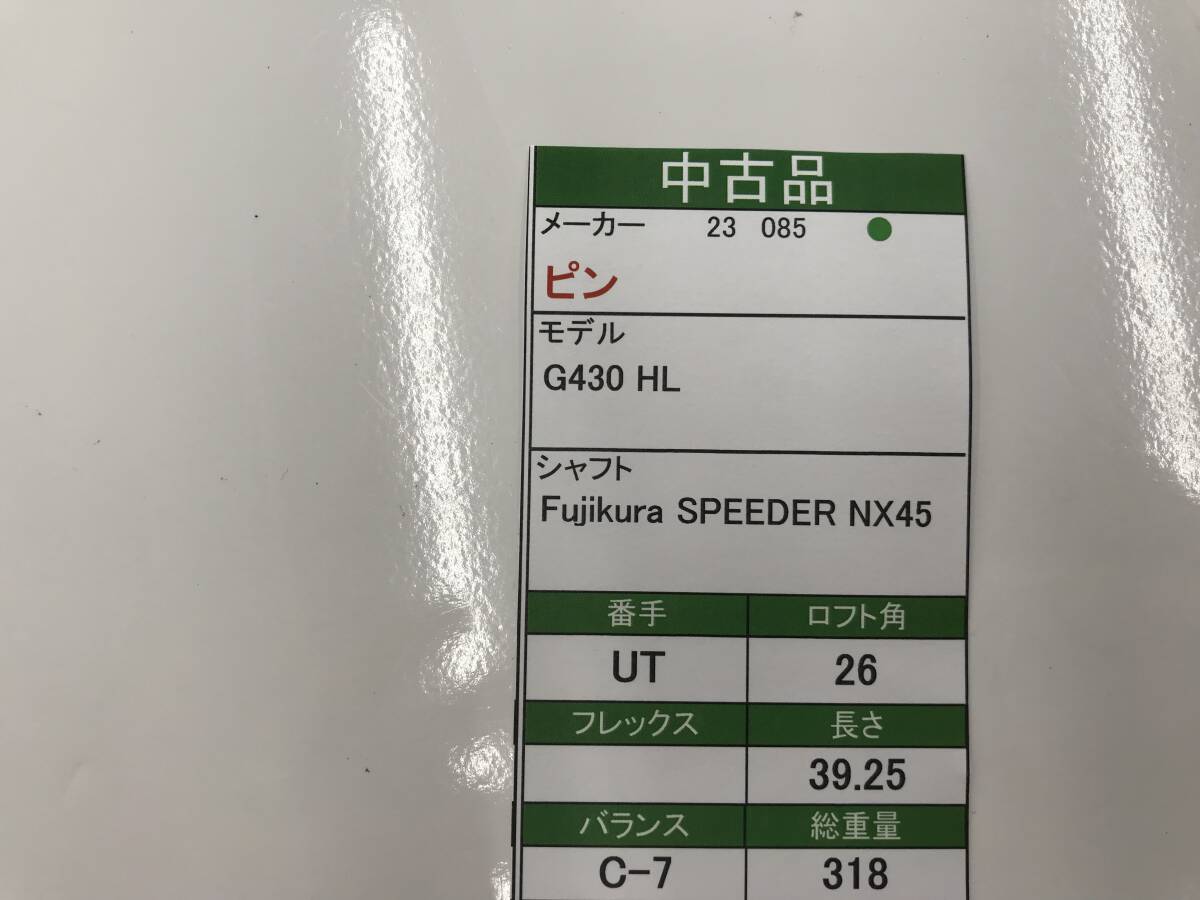 中古品
メーカー 23 085 ●
ピン
モデル
G430 HL
シャフト
Fujikura SPEEDER NX45
番手 ロフト角
UT 26
フレックス 長さ
39.25
バランス 総重量
C-7 318